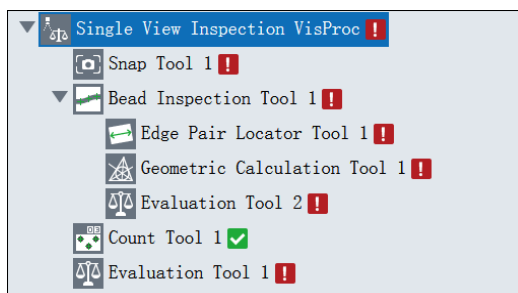 Single View Inspection VisProc
Snap Tool 1
Bead Inspection Tool 1
Edge Pair Locator Tool 1
Geometric Calculation Tool 1
Evaluation Tool 2
Count Tool 1
Evaluation Tool 1